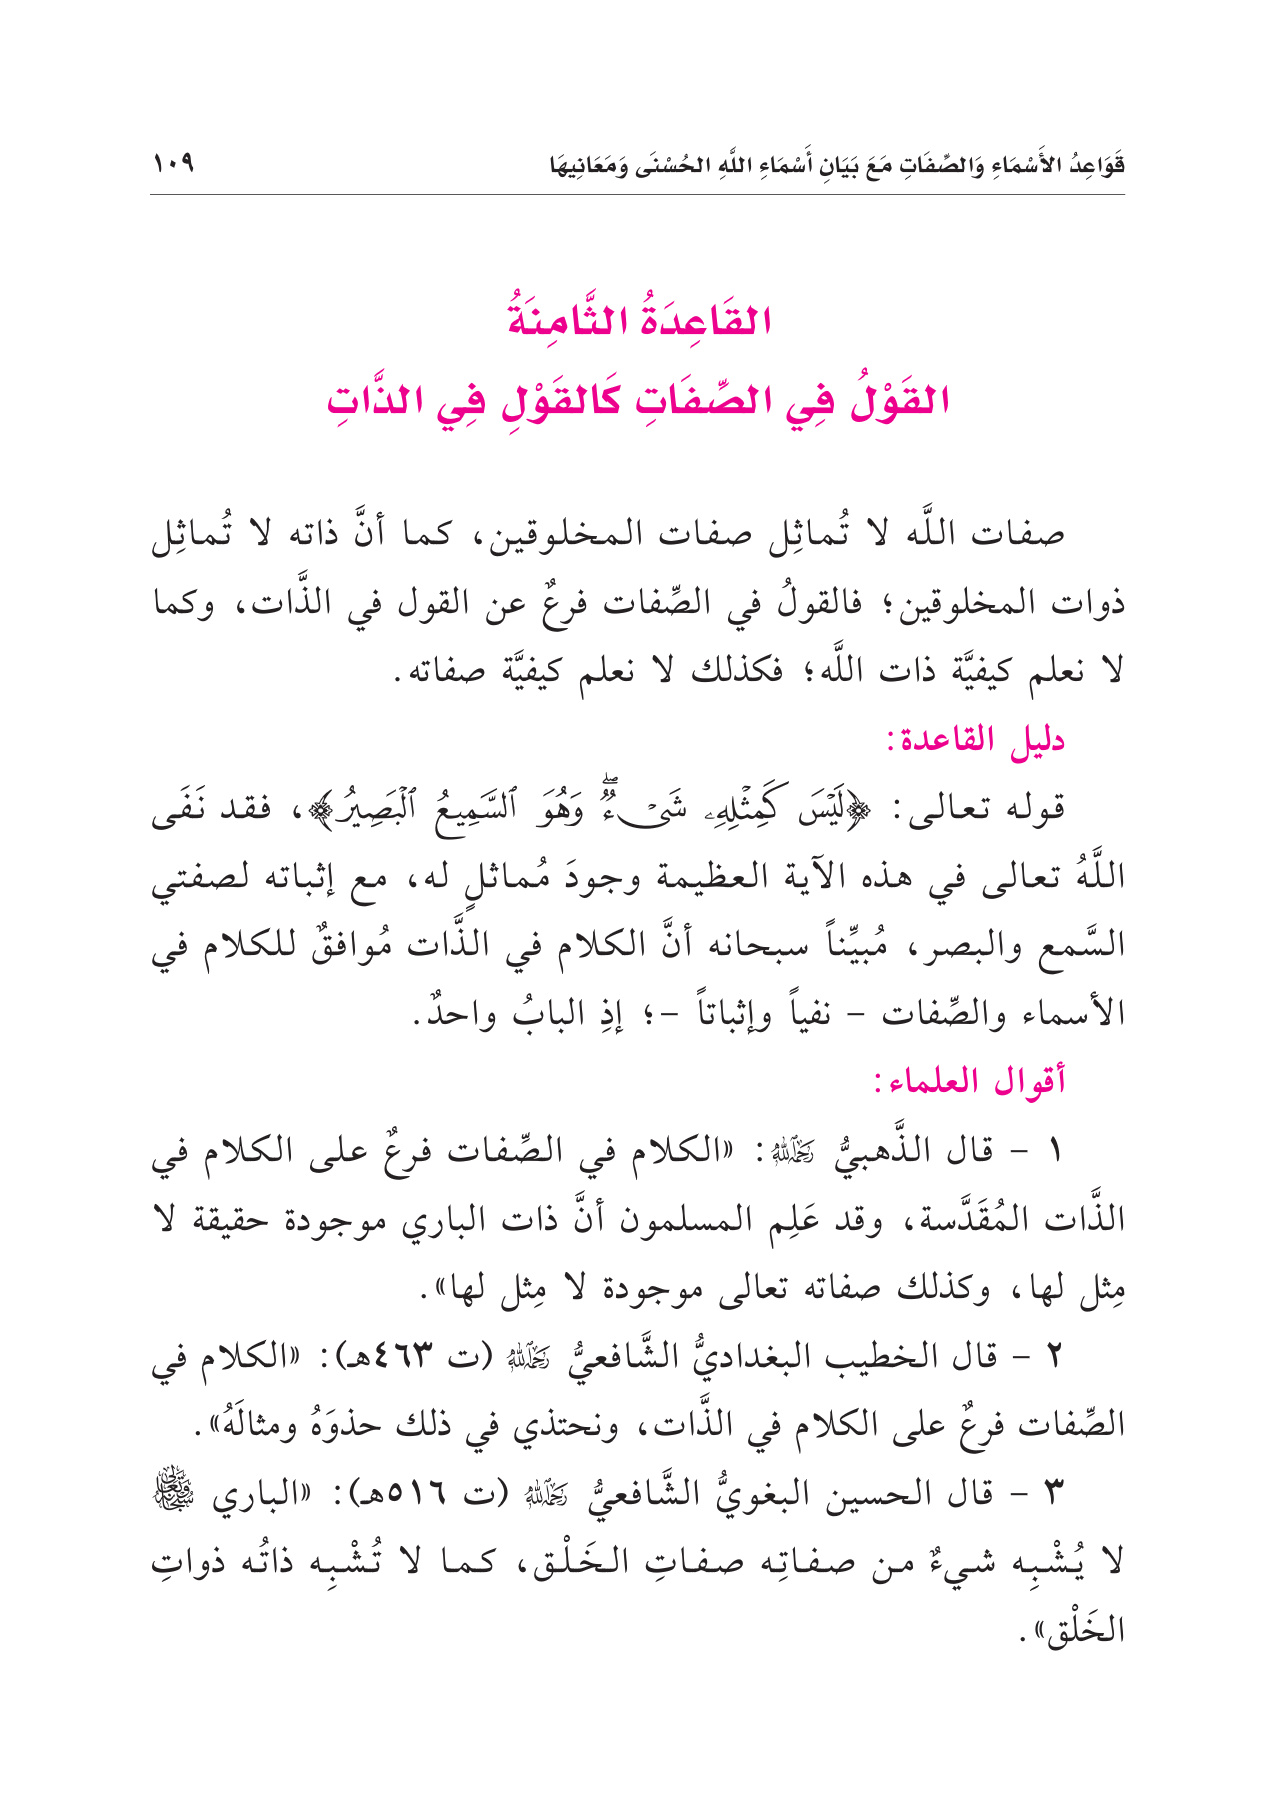 قَوَاعِدُ الأَسْمَاءِ وَالصِّفَاتِ مَعَ بَيَانِ أَسْمَاءِ اللَّهِ الحُسْنَى وَمَعَانِيهَا ١٠٩
القَاعِدَةُ الثَّامِنَةُ
القَوْلُ فِي الصِّفَاتِ كَالقَوْلِ فِي الذَّاتِ
صفات اللَّه لا تُماثِل صفات المخلوقين، كما أنَّ ذاته لا تُماثِل
ذوات المخلوقين؛ فالقولُ في الصِّفات فرعٌ عن القول في الذَّات، وكما
لا نعلم كيفيَّة ذات اللَّه؛ فكذلك لا نعلم كيفيَّة صفاته.
دليل القاعدة:
قوله تعالى: ﴿لَيْسَ كَمِثْلِهِۦ شَىْءٌۖ وَهُوَ ٱلسَّمِيعُ ٱلْبَصِيرُ﴾، فقد نَفَى
اللَّهُ تعالى في هذه الآية العظيمة وجودَ مُماثلٍ له، مع إثباته لصفتي
السَّمع والبصر، مُبيِّناً سبحانه أنَّ الكلام في الذَّات مُوافقٌ للكلام في
الأسماء والصِّفات - نفياً وإثباتاً -؛ إذِ البابُ واحدٌ.
أقوال العلماء:
١ - قال الذَّهبيُّ رَحِمَهُ اللَّهُ: «الكلام في الصِّفات فرعٌ على الكلام في
الذَّات المُقَدَّسة، وقد عَلِم المسلمون أنَّ ذات الباري موجودة حقيقة لا
مِثل لها، وكذلك صفاته تعالى موجودة لا مِثل لها».
٢ - قال الخطيب البغداديُّ الشَّافعيُّ رَحِمَهُ اللَّهُ (ت ٤٦٣هـ): «الكلام في
الصِّفات فرعٌ على الكلام في الذَّات، ونحتذي في ذلك حذوَهُ ومثالَهُ».
٣ - قال الحسين البغويُّ الشَّافعيُّ رَحِمَهُ اللَّهُ (ت ٥١٦هـ): «الباري سُبْحَانَهُ وَتَعَالَى
لا يُشْبِه شيءٌ من صفاتِه صفاتِ الخَلْق، كما لا تُشْبِه ذاتُه ذواتِ
الخَلْق».